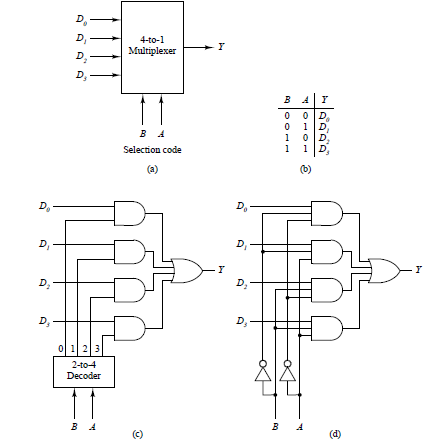 D₀
D₁
D₂
D₃
4-to-1
Multiplexer
Y
B A
Selection code
(a)
B A Y
0 0 D₀
0 1 D₁
1 0 D₂
1 1 D₃
(b)
D₀
D₁
D₂
D₃
Y
0 1 2 3
2-to-4
Decoder
B A
(c)
D₀
D₁
D₂
D₃
Y
B A
(d)